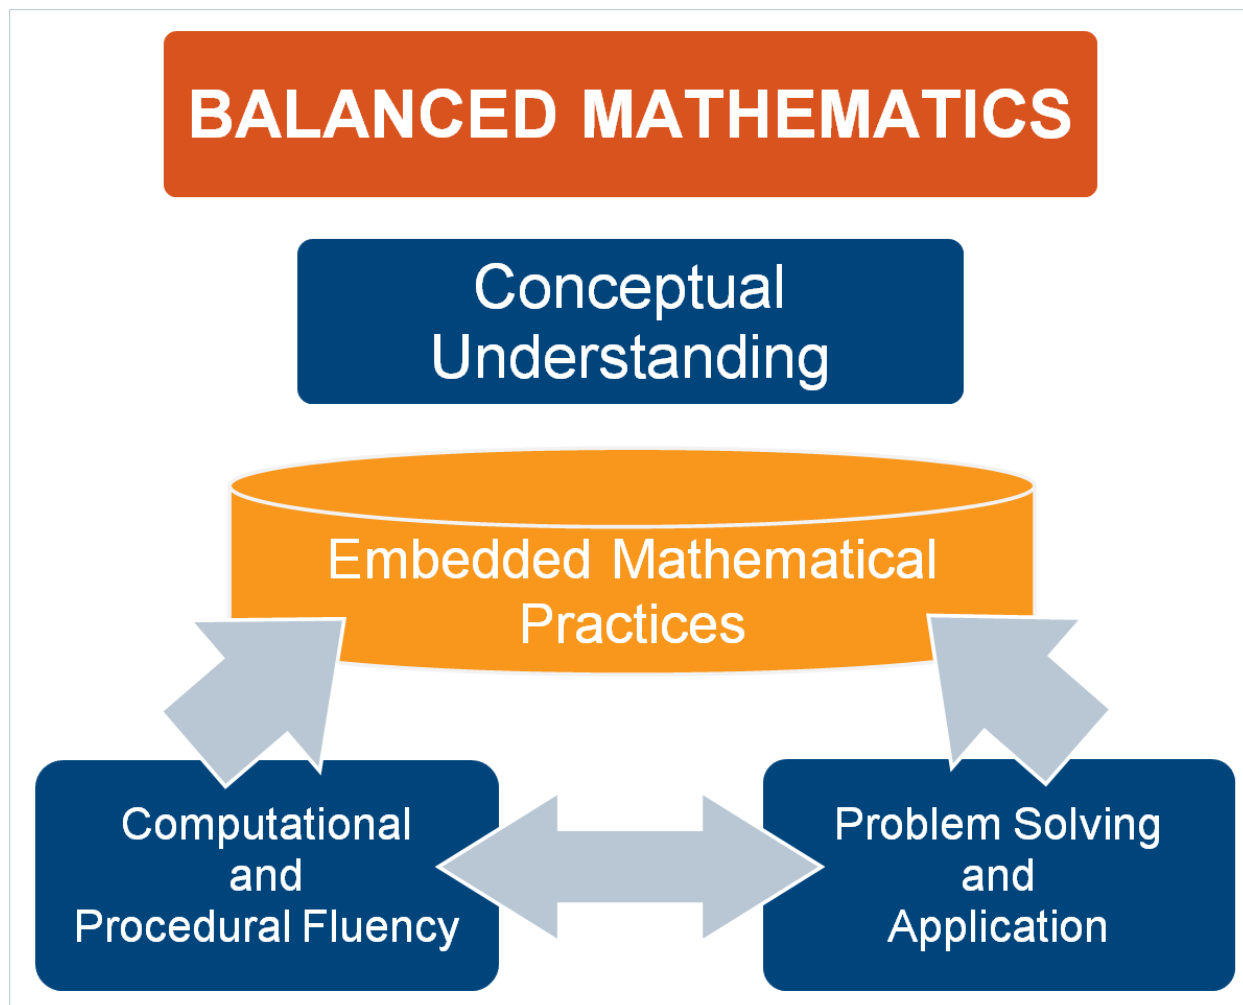 BALANCED MATHEMATICS
Conceptual
Understanding
Embedded Mathematical
Practices
Computational
and
Procedural Fluency
Problem Solving
and
Application